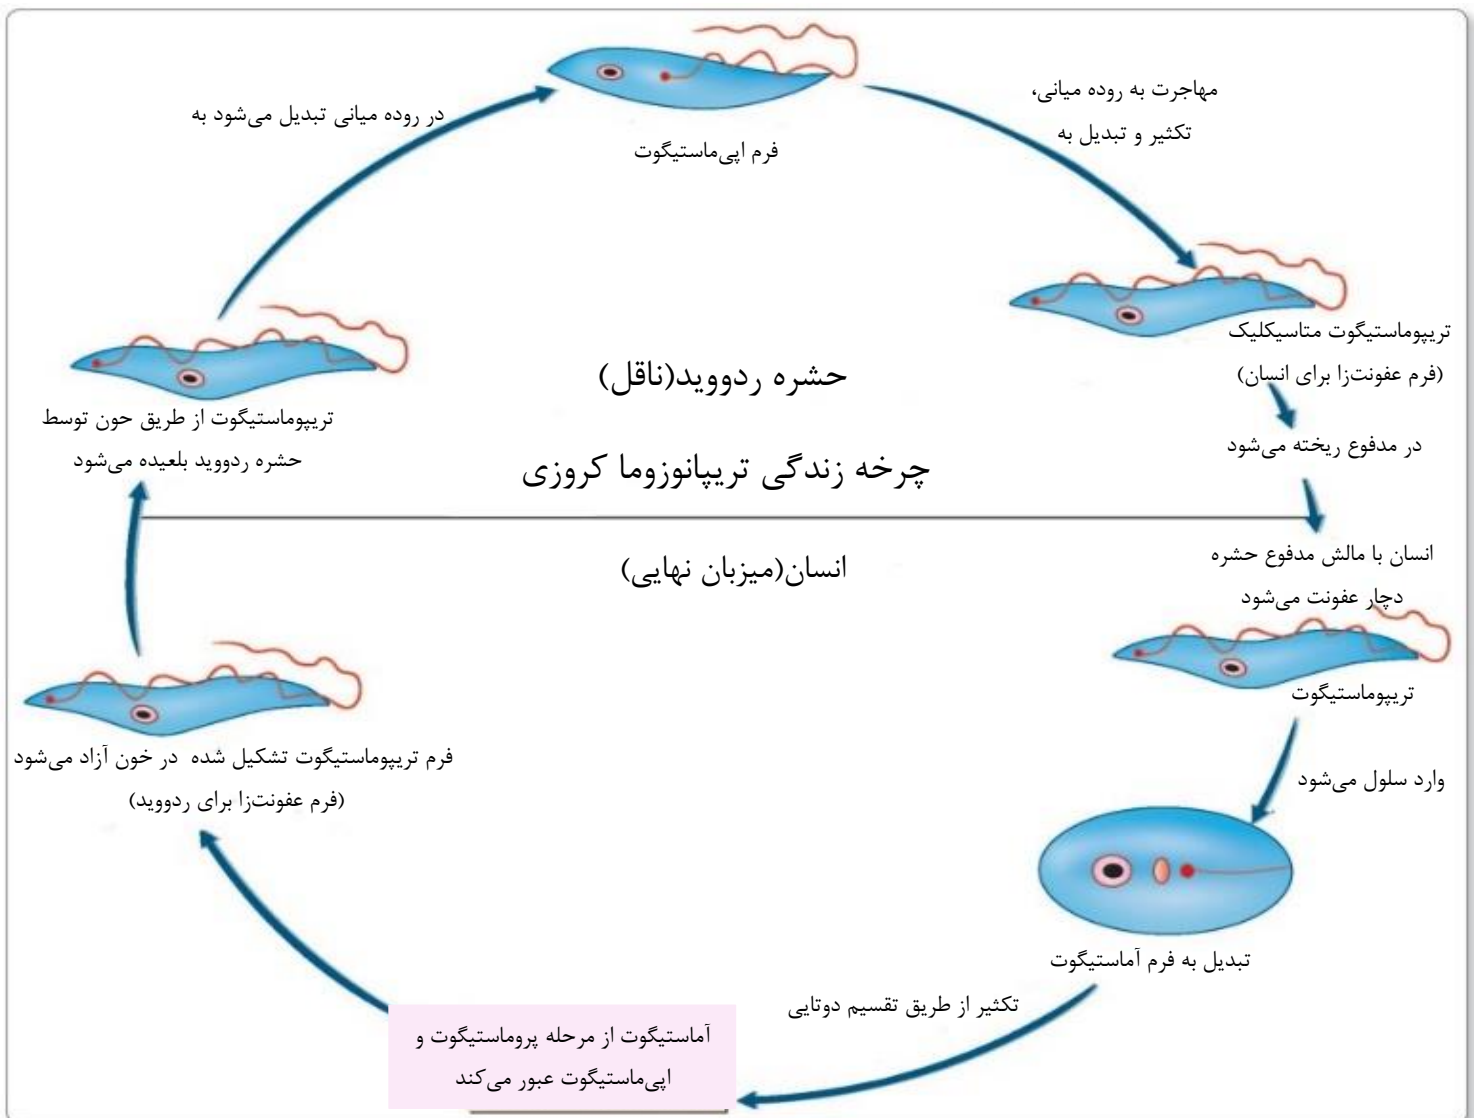 در روده میانی تبدیل می‌شود به
فرم اپی‌ماستیگوت
مهاجرت به روده میانی،
تکثیر و تبدیل به
تریپوماستیگوت متاسیکلیک
(فرم عفونت‌زا برای انسان)
در مدفوع ریخته می‌شود
حشره ردووید(ناقل)
تریپوماستیگوت از طریق حون توسط
حشره ردووید بلعیده می‌شود
چرخه زندگی تریپانوزوما کروزی
انسان(میزبان نهایی)
انسان با مالش مدفوع حشره
دچار عفونت می‌شود
تریپوماستیگوت
وارد سلول می‌شود
تبدیل به فرم آماستیگوت
تکثیر از طریق تقسیم دوتایی
آماستیگوت از مرحله پروماستیگوت و
اپی‌ماستیگوت عبور می‌کند
فرم تریپوماستیگوت تشکیل شده در خون آزاد می‌شود
(فرم عفونت‌زا برای ردووید)